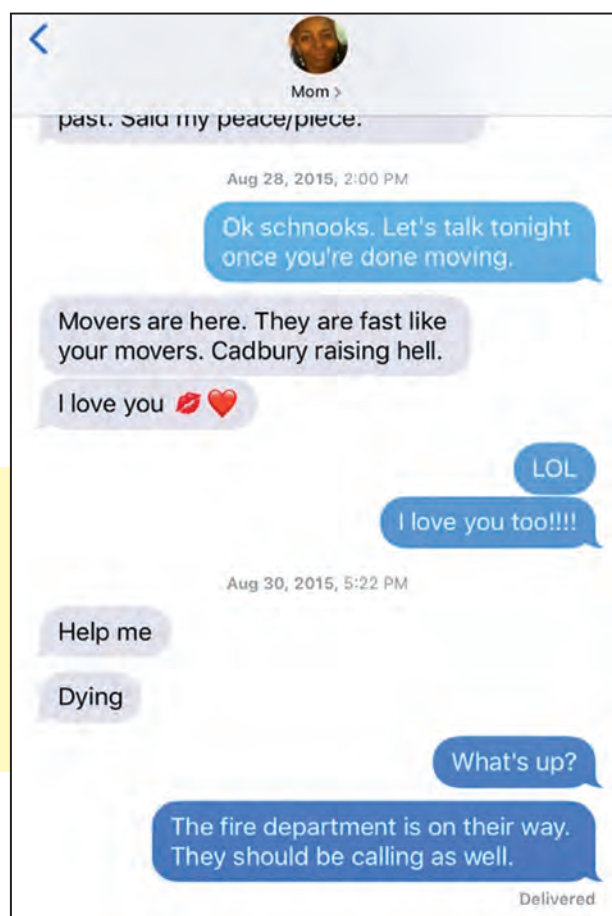 Mom >
past. Said my peace/piece.
Aug 28, 2015, 2:00 PM
Ok schnooks. Let's talk tonight
once you're done moving.
Movers are here. They are fast like
your movers. Cadbury raising hell.
I love you 💋❤️
LOL
I love you too!!!!
Aug 30, 2015, 5:22 PM
Help me
Dying
What's up?
The fire department is on their way.
They should be calling as well.
Delivered